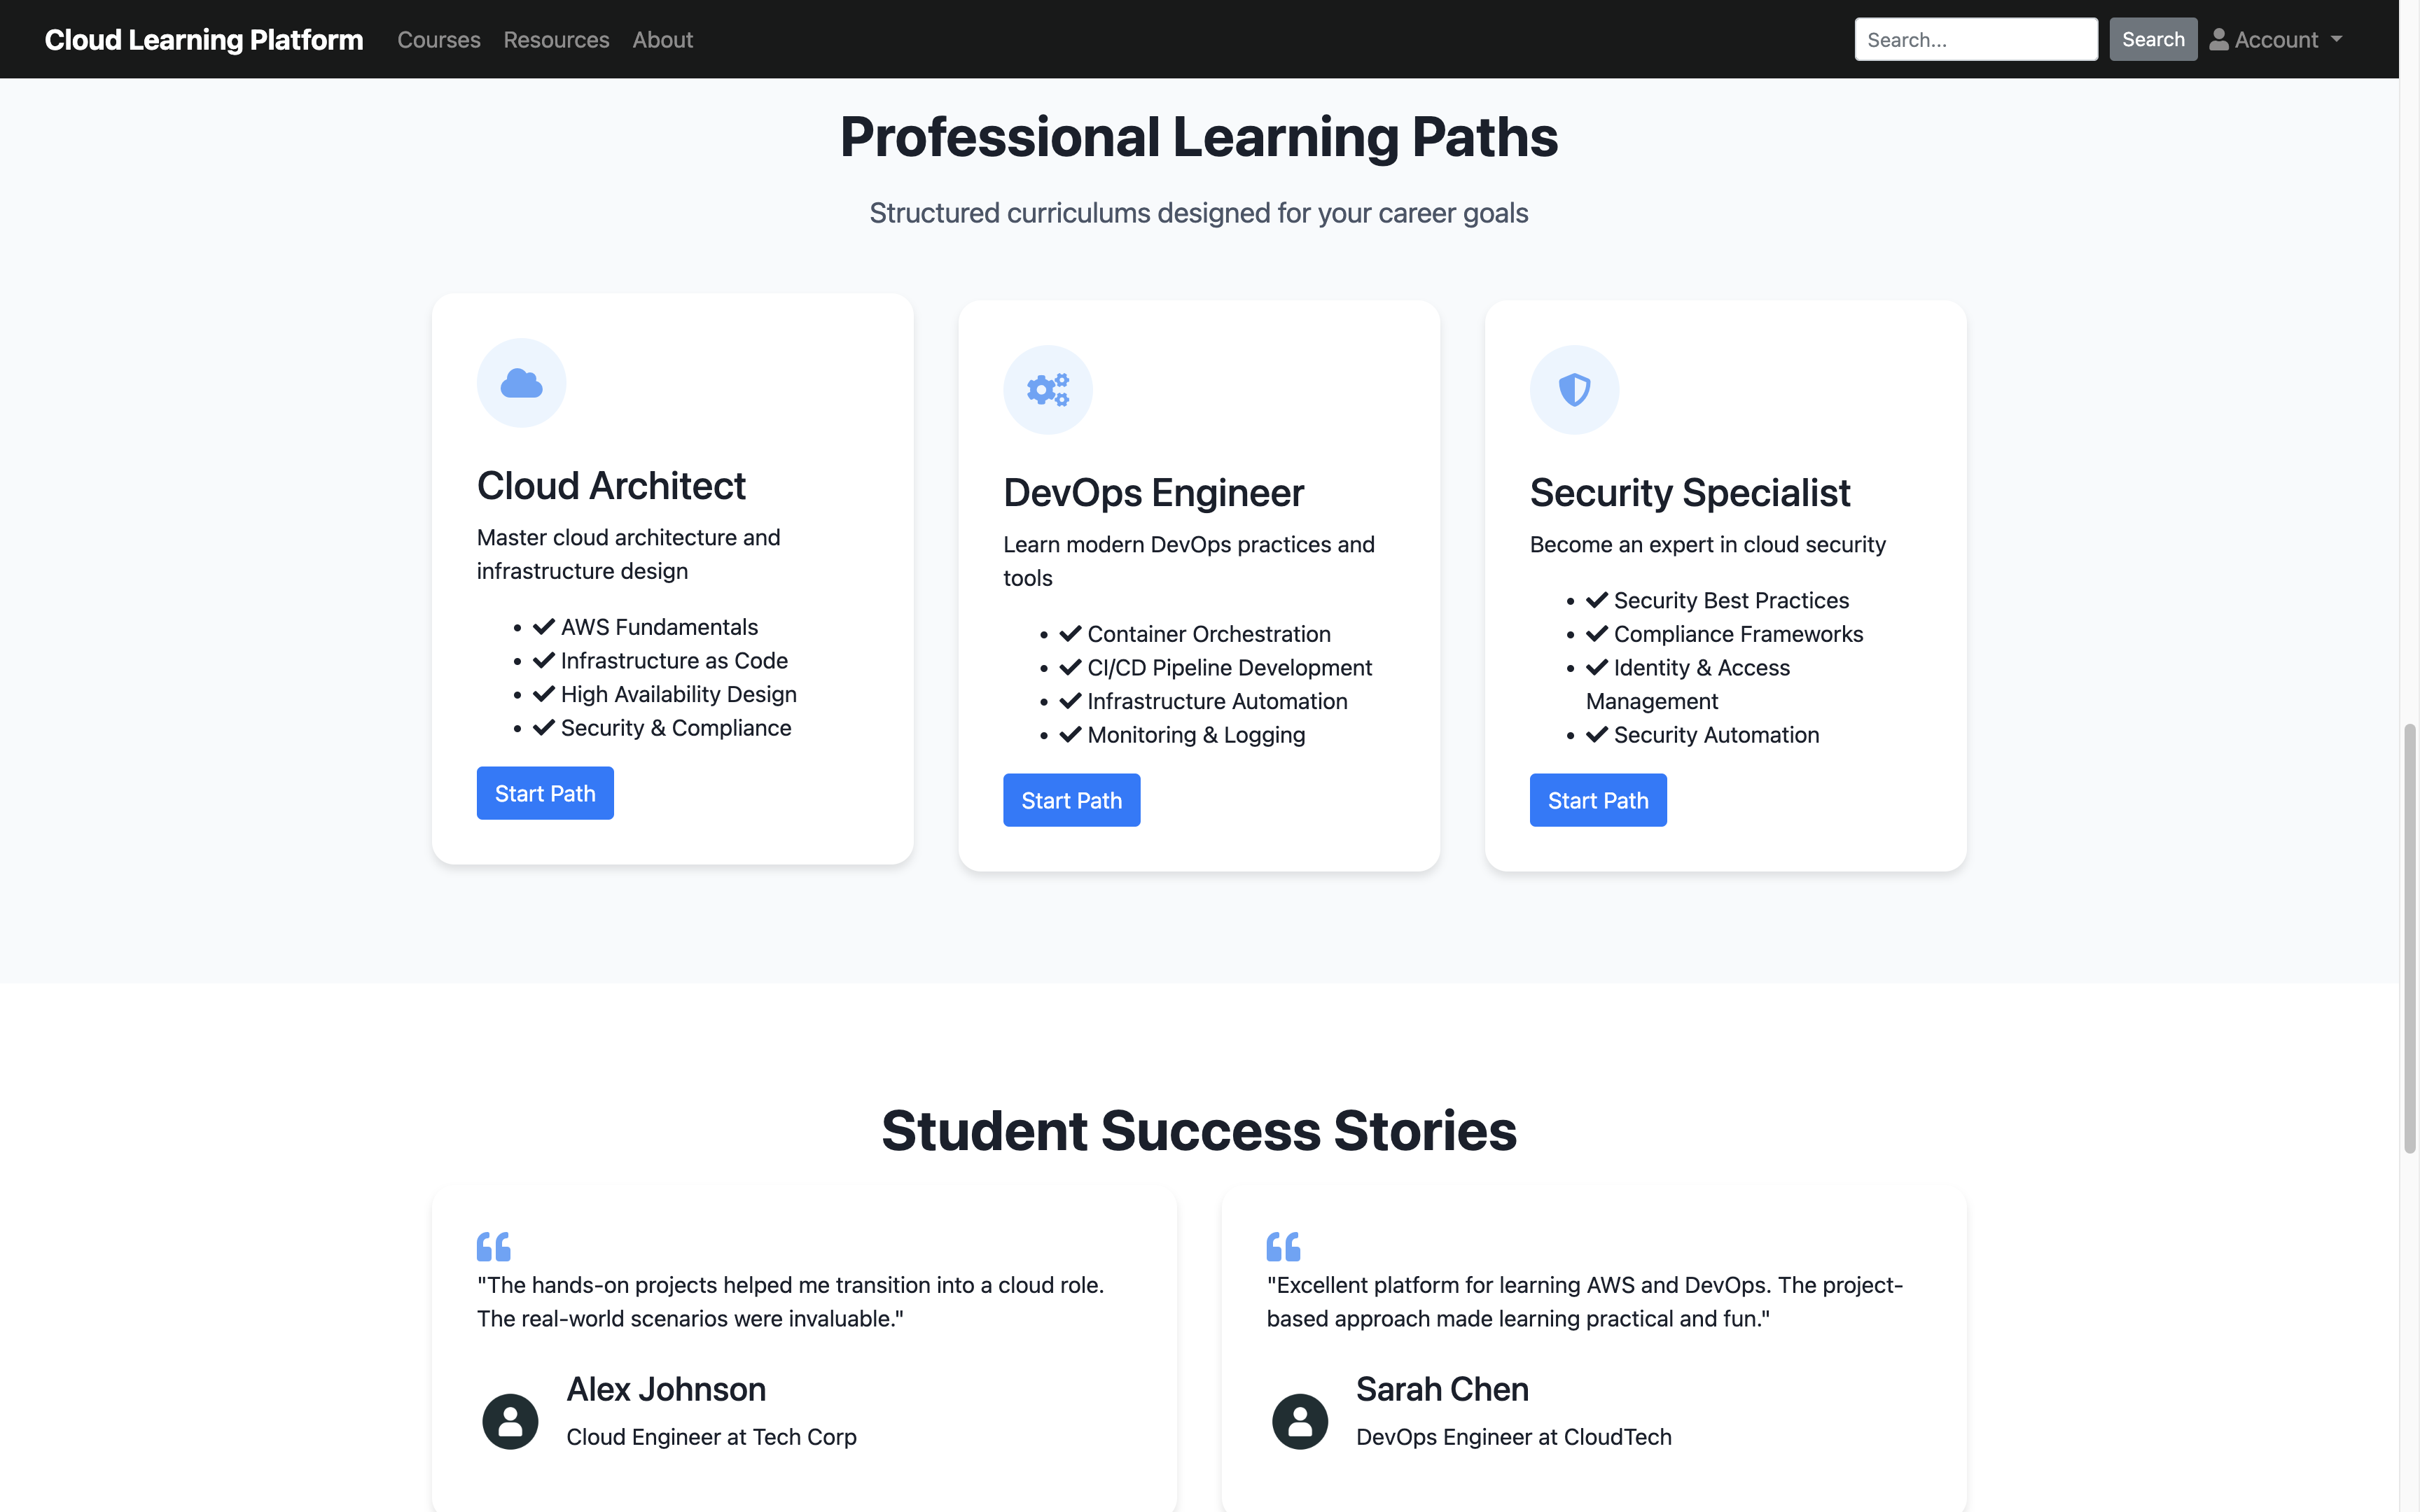 Cloud Learning Platform Courses Resources About Search... Search Account
Professional Learning Paths
Structured curriculums designed for your career goals
Cloud Architect
Master cloud architecture and
infrastructure design
AWS Fundamentals
Infrastructure as Code
High Availability Design
Security & Compliance
Start Path
DevOps Engineer
Learn modern DevOps practices and
tools
Container Orchestration
CI/CD Pipeline Development
Infrastructure Automation
Monitoring & Logging
Start Path
Security Specialist
Become an expert in cloud security
Security Best Practices
Compliance Frameworks
Identity & Access
Management
Security Automation
Start Path
Student Success Stories
"The hands-on projects helped me transition into a cloud role.
The real-world scenarios were invaluable."
Alex Johnson
Cloud Engineer at Tech Corp
"Excellent platform for learning AWS and DevOps. The project-
based approach made learning practical and fun."
Sarah Chen
DevOps Engineer at CloudTech